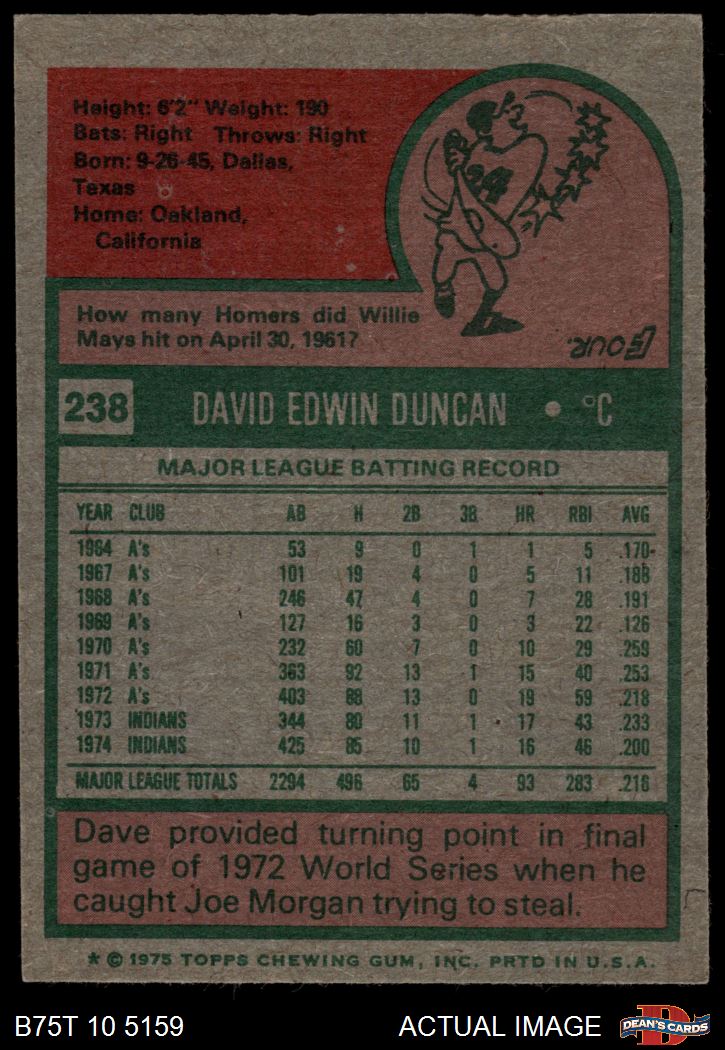 Height: 6'2" Weight: 190
Bats: Right Throws: Right
Born: 9-26-45, Dallas,
Texas
Home: Oakland,
California
24
How many Homers did Willie
Mays hit on April 30, 1961?
FOUR.
238 DAVID EDWIN DUNCAN • °C
MAJOR LEAGUE BATTING RECORD
YEAR CLUB AB H 2B 3B HR RBI AVG
1964 A's 53 9 0 1 1 5 .170
1967 A's 101 19 4 0 5 11 .188
1968 A's 246 47 4 0 7 28 .191
1969 A's 127 16 3 0 3 22 .126
1970 A's 232 60 7 0 10 29 .259
1971 A's 363 92 13 1 15 40 .253
1972 A's 403 88 13 0 19 59 .218
1973 INDIANS 344 80 11 1 17 43 .233
1974 INDIANS 425 85 10 1 16 46 .200
MAJOR LEAGUE TOTALS 2294 496 65 4 93 283 .216
Dave provided turning point in final
game of 1972 World Series when he
caught Joe Morgan trying to steal.
* © 1975 TOPPS CHEWING GUM, INC. PRTD IN U.S.A.
B75T 10 5159 ACTUAL IMAGE D DEAN'S CARDS